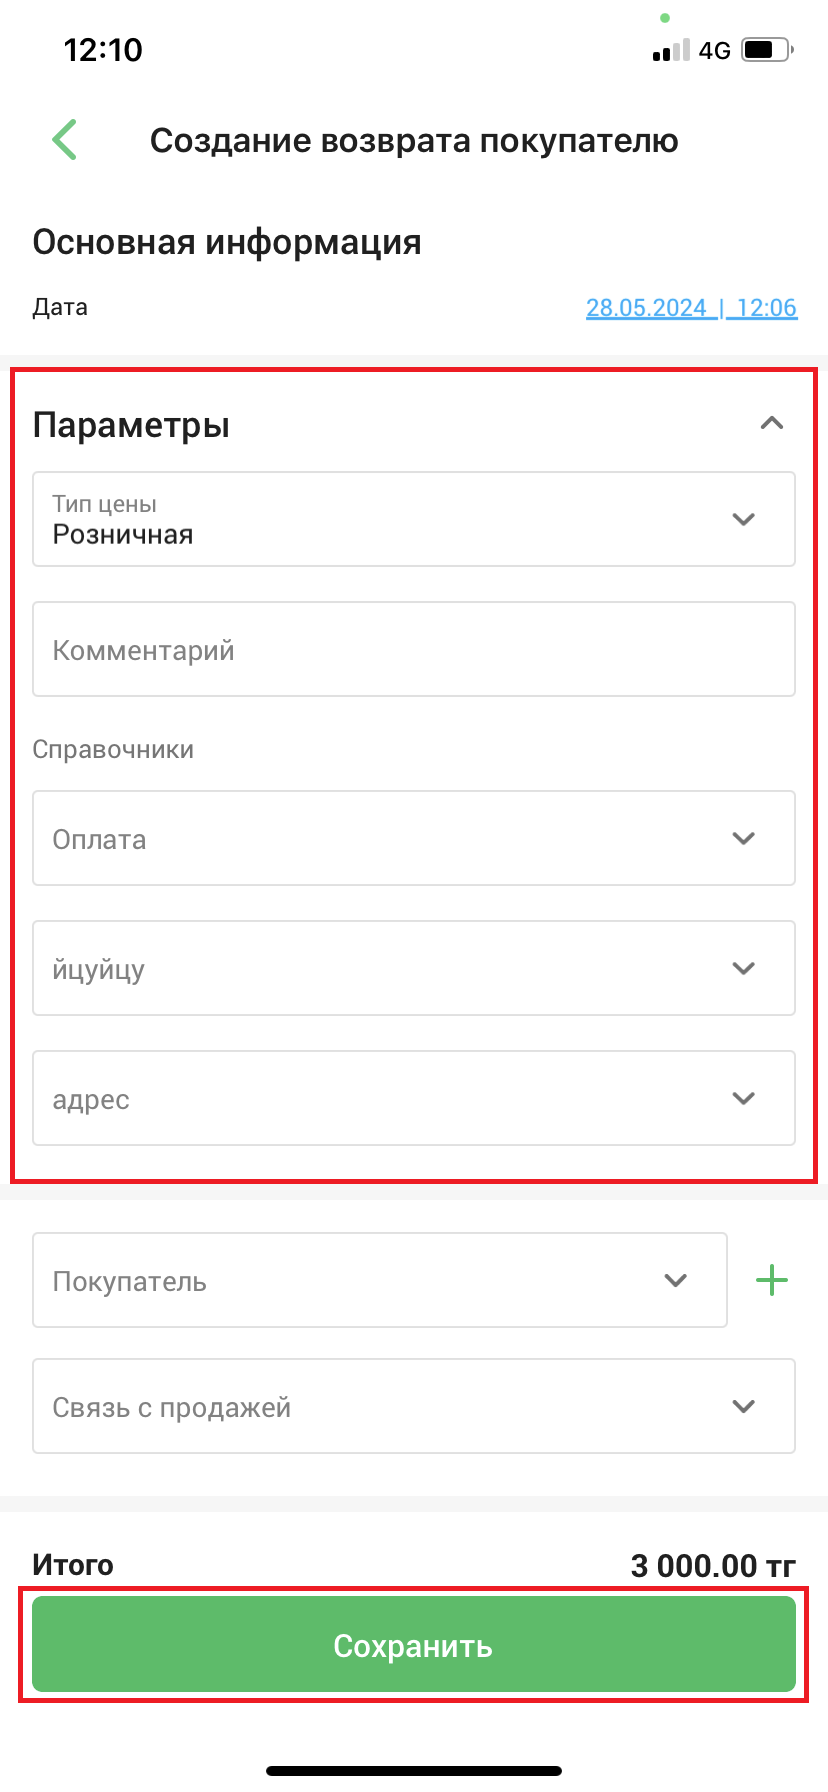 12:10
4G
Создание возврата покупателю
Основная информация
Дата
28.05.2024 | 12:06
Параметры
Тип цены
Розничная
Комментарий
Справочники
Оплата
йцуйцу
адрес
Покупатель
Связь с продажей
Итого
3 000.00 тг
Сохранить